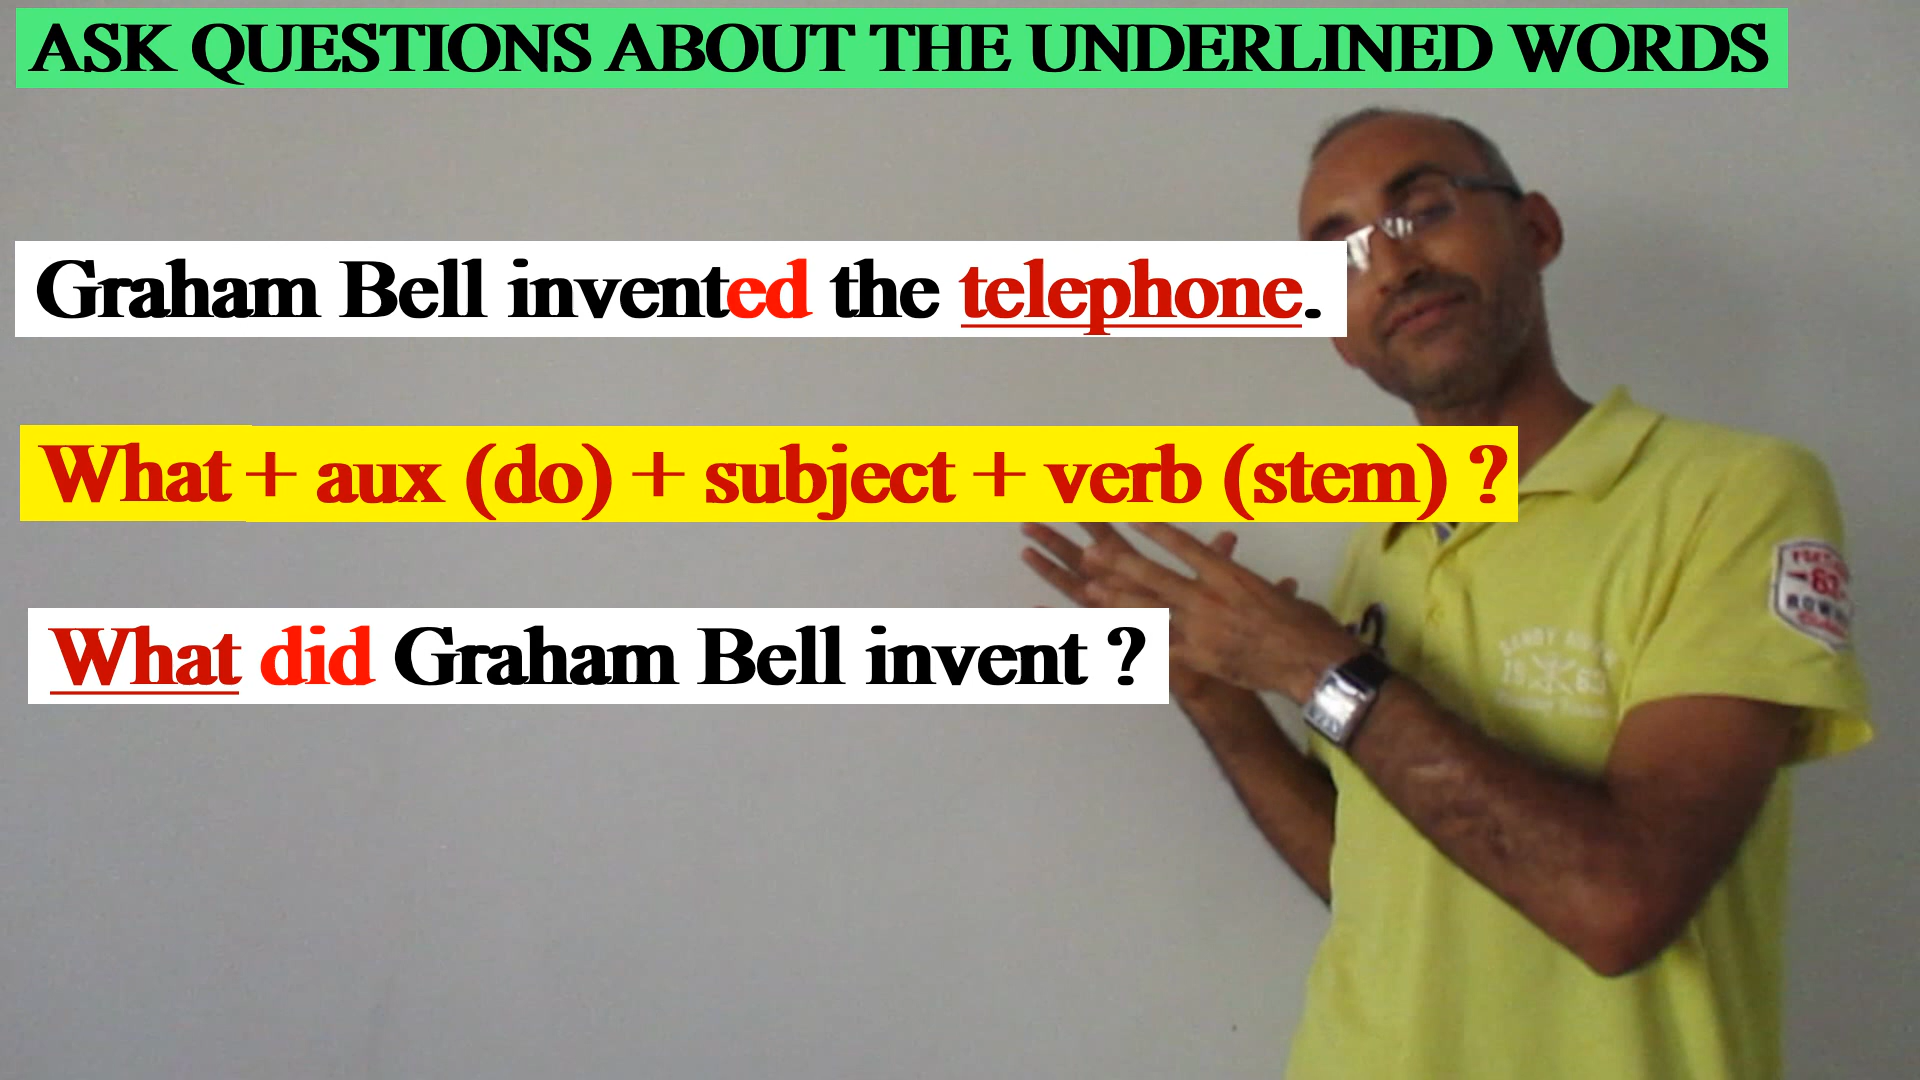 ASK QUESTIONS ABOUT THE UNDERLINED WORDS
Graham Bell invented the telephone.
What + aux (do) + subject + verb (stem) ?
What did Graham Bell invent ?
63